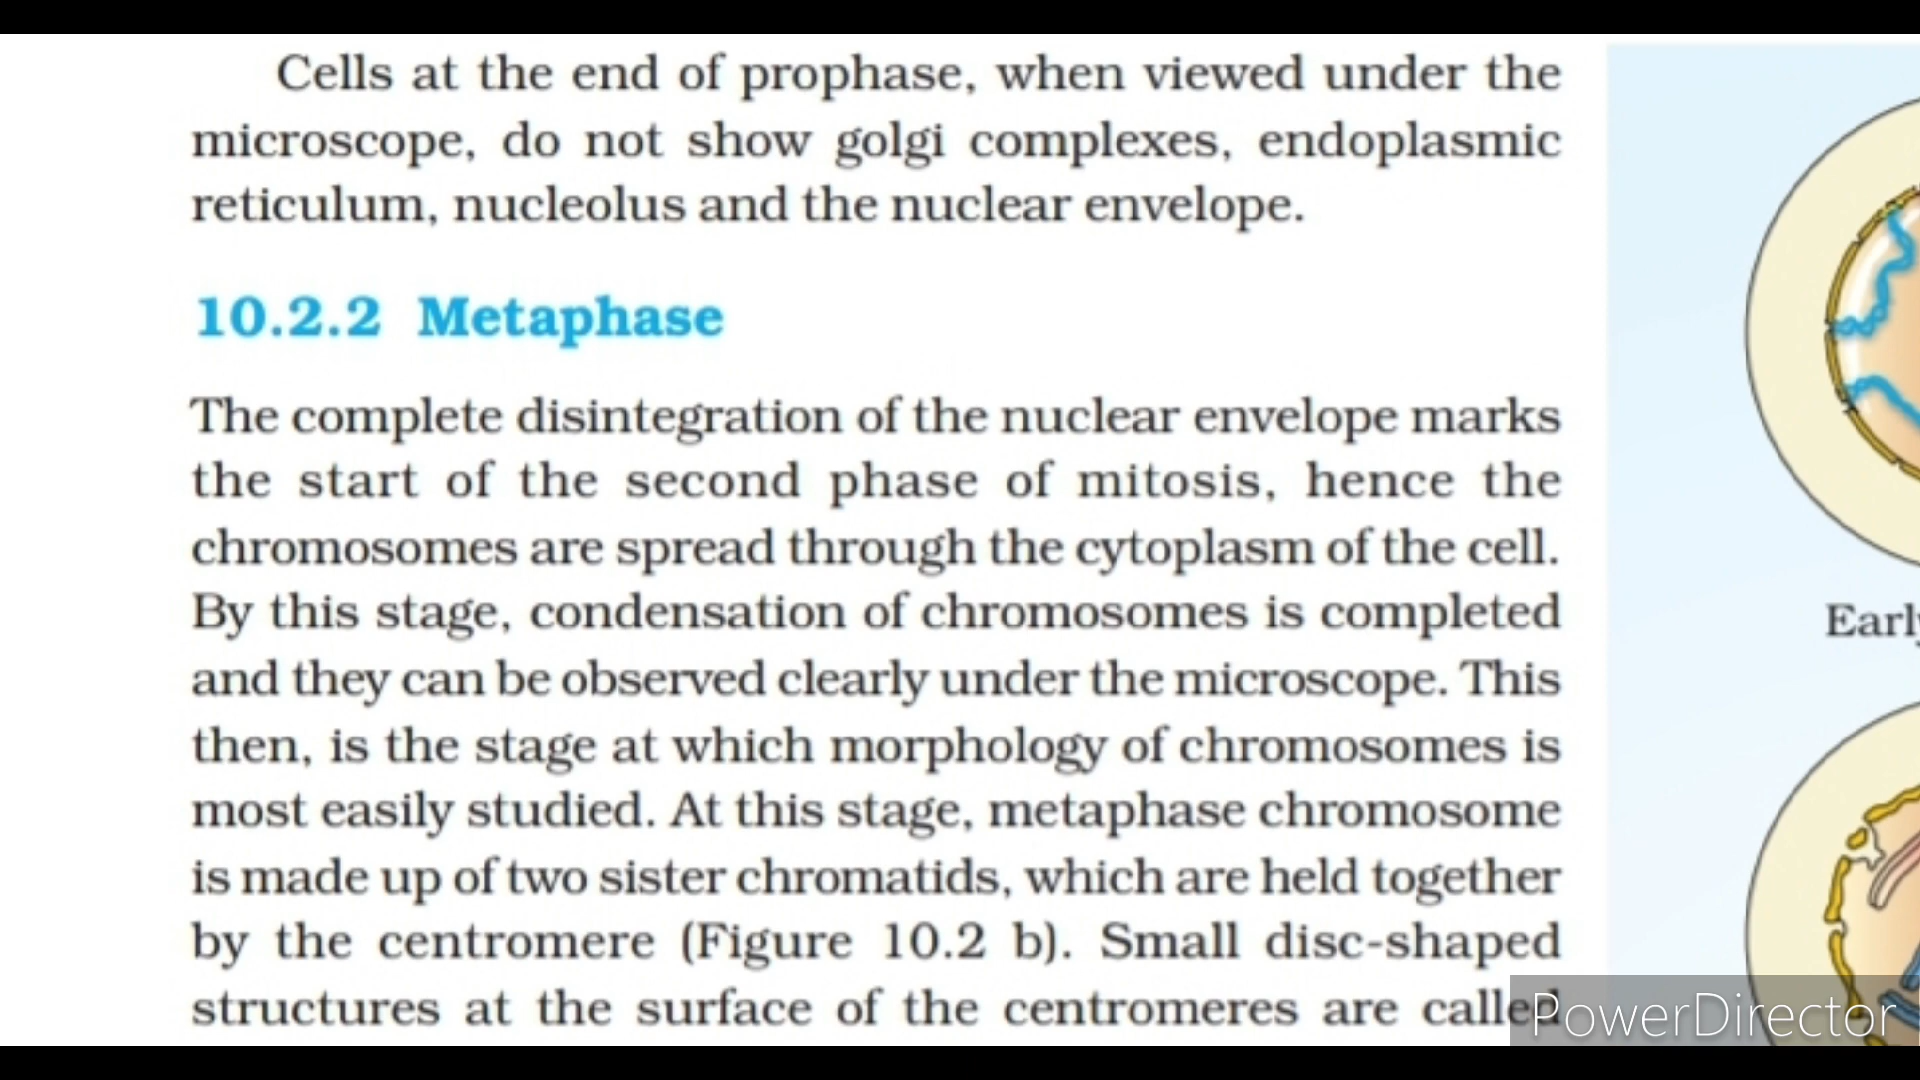 Cells at the end of prophase, when viewed under the
microscope, do not show golgi complexes, endoplasmic
reticulum, nucleolus and the nuclear envelope.
10.2.2 Metaphase
The complete disintegration of the nuclear envelope marks
the start of the second phase of mitosis, hence the
chromosomes are spread through the cytoplasm of the cell.
By this stage, condensation of chromosomes is completed
and they can be observed clearly under the microscope. This
then, is the stage at which morphology of chromosomes is
most easily studied. At this stage, metaphase chromosome
is made up of two sister chromatids, which are held together
by the centromere (Figure 10.2 b). Small disc-shaped
structures at the surface of the centromeres are called
PowerDirector